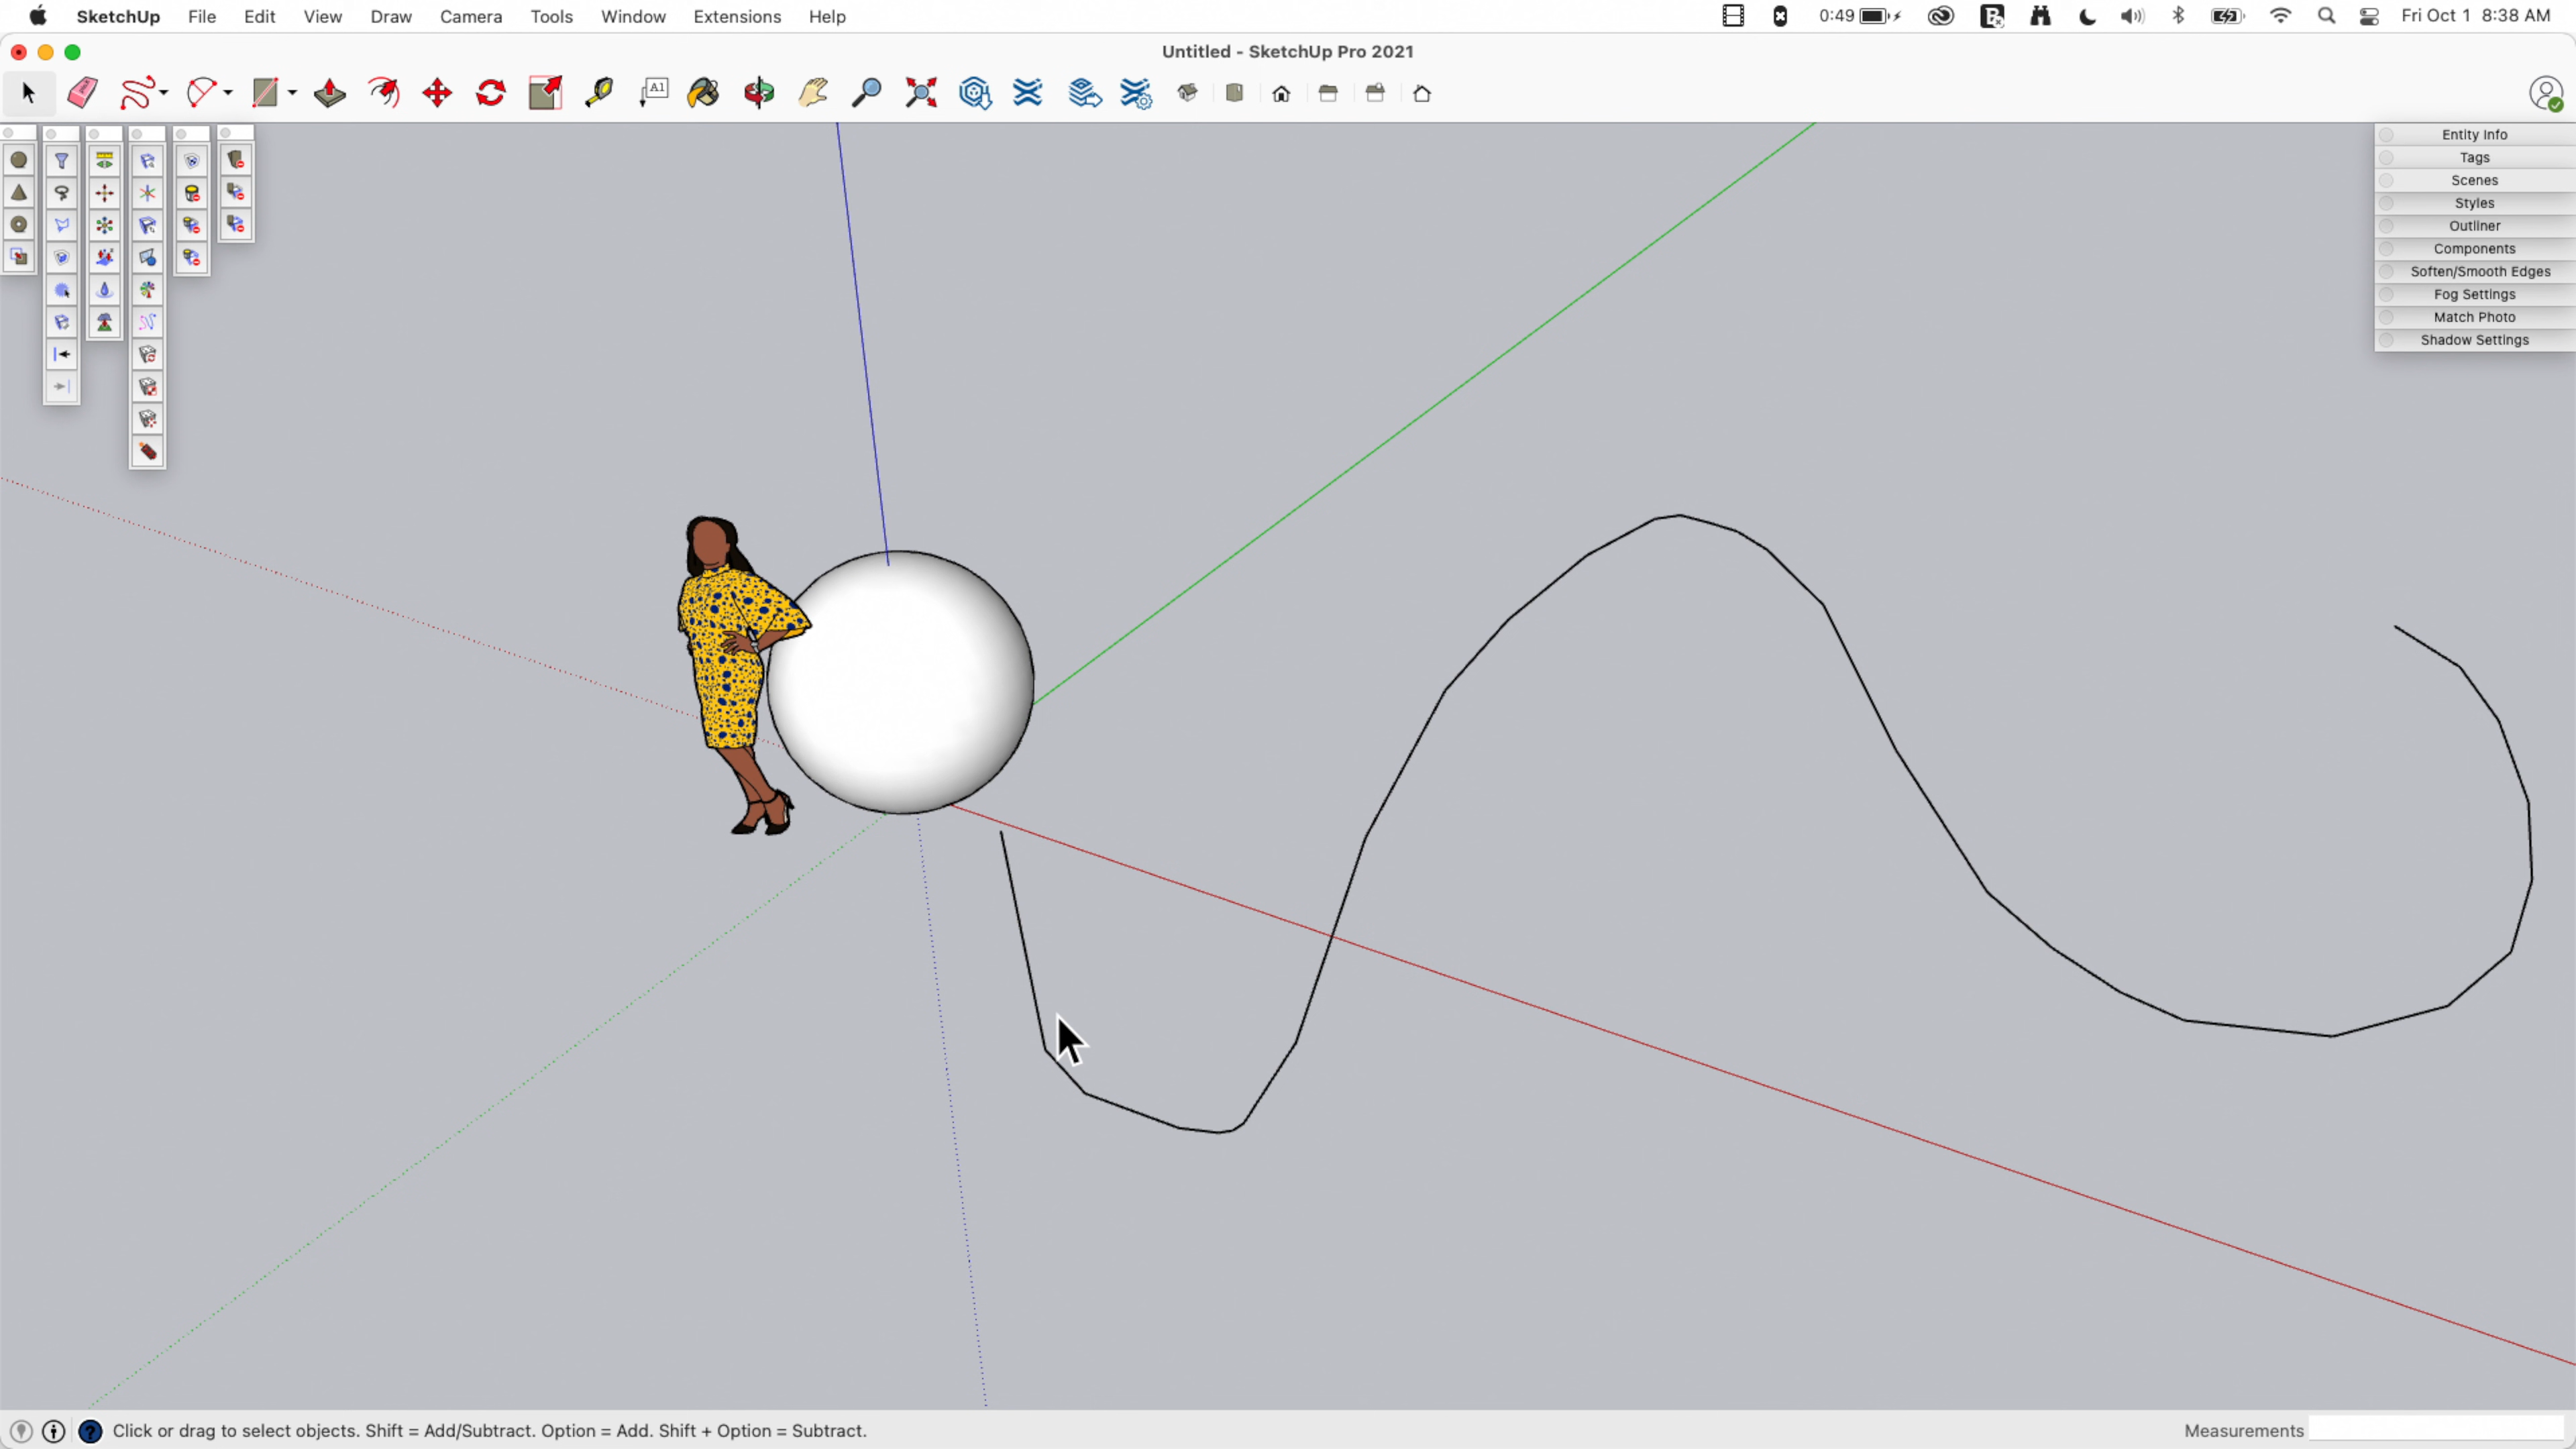 SketchUp File Edit View Draw Camera Tools Window Extensions Help 0:49 Fri Oct 1 8:38 AM
Untitled - SketchUp Pro 2021
A1
Entity Info
Tags
Scenes
Styles
Outliner
Components
Soften/Smooth Edges
Fog Settings
Match Photo
Shadow Settings
Click or drag to select objects. Shift = Add/Subtract. Option = Add. Shift + Option = Subtract. Measurements